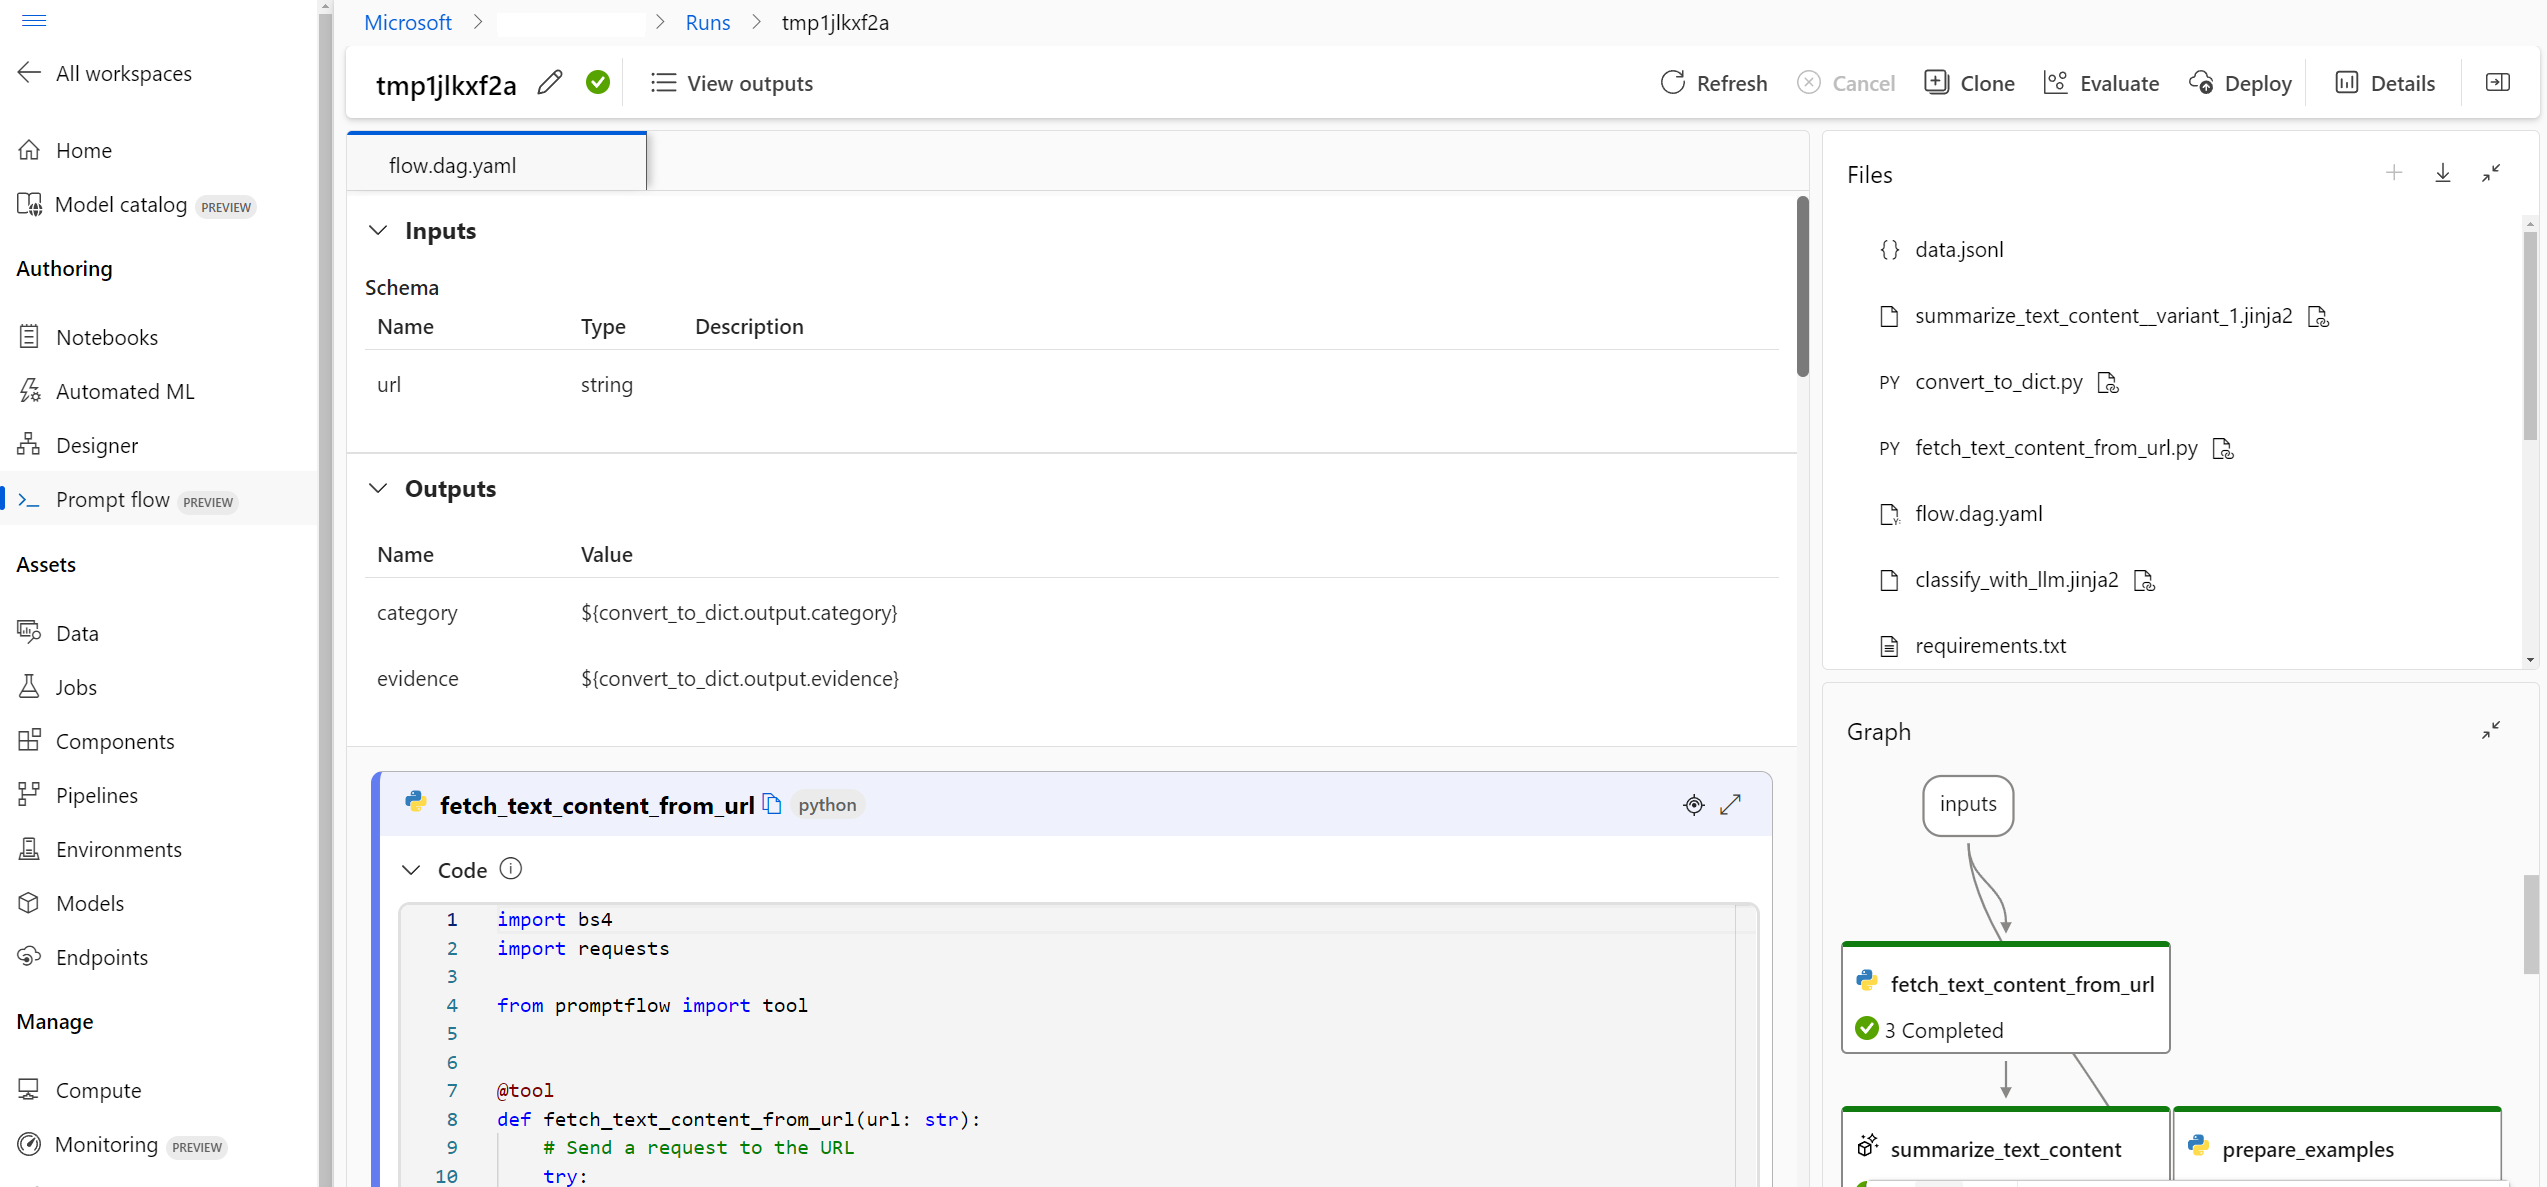 Microsoft > > Runs > tmp1jlkxf2a
All workspaces
Home
Model catalog PREVIEW
Authoring
Notebooks
Automated ML
Designer
Prompt flow PREVIEW
Assets
Data
Jobs
Components
Pipelines
Environments
Models
Endpoints
Manage
Compute
Monitoring PREVIEW
tmp1jlkxf2a View outputs Refresh Cancel Clone Evaluate Deploy Details
flow.dag.yaml
Inputs
Schema
Name Type Description
url string
Outputs
Name Value
category ${convert_to_dict.output.category}
evidence ${convert_to_dict.output.evidence}
fetch_text_content_from_url python
Code
1 import bs4
2 import requests
3
4 from promptflow import tool
5
6
7 @tool
8 def fetch_text_content_from_url(url: str):
9 # Send a request to the URL
10 try:
Files
{} data.jsonl
summarize_text_content__variant_1.jinja2
PY convert_to_dict.py
PY fetch_text_content_from_url.py
flow.dag.yaml
classify_with_llm.jinja2
requirements.txt
Graph
inputs
fetch_text_content_from_url
3 Completed
summarize_text_content
prepare_examples